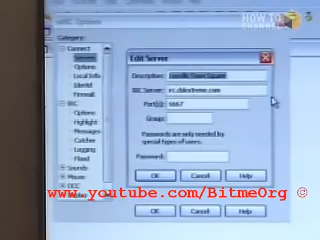 HOW TO
mIRC Options
Category:
Connect
Servers
Options
Local Info
Identd
Firewall
IRC
Options
Highlight
Messages
Catcher
Logging
Flood
Sounds
Mouse
DCC
Edit Server
Description:
IRC Server:
Port(s): 6667
Group:
Passwords are only needed by
special types of users.
Password:
OK Cancel Help
OK Cancel Help
www.youtube.com/BitmeOrg ©